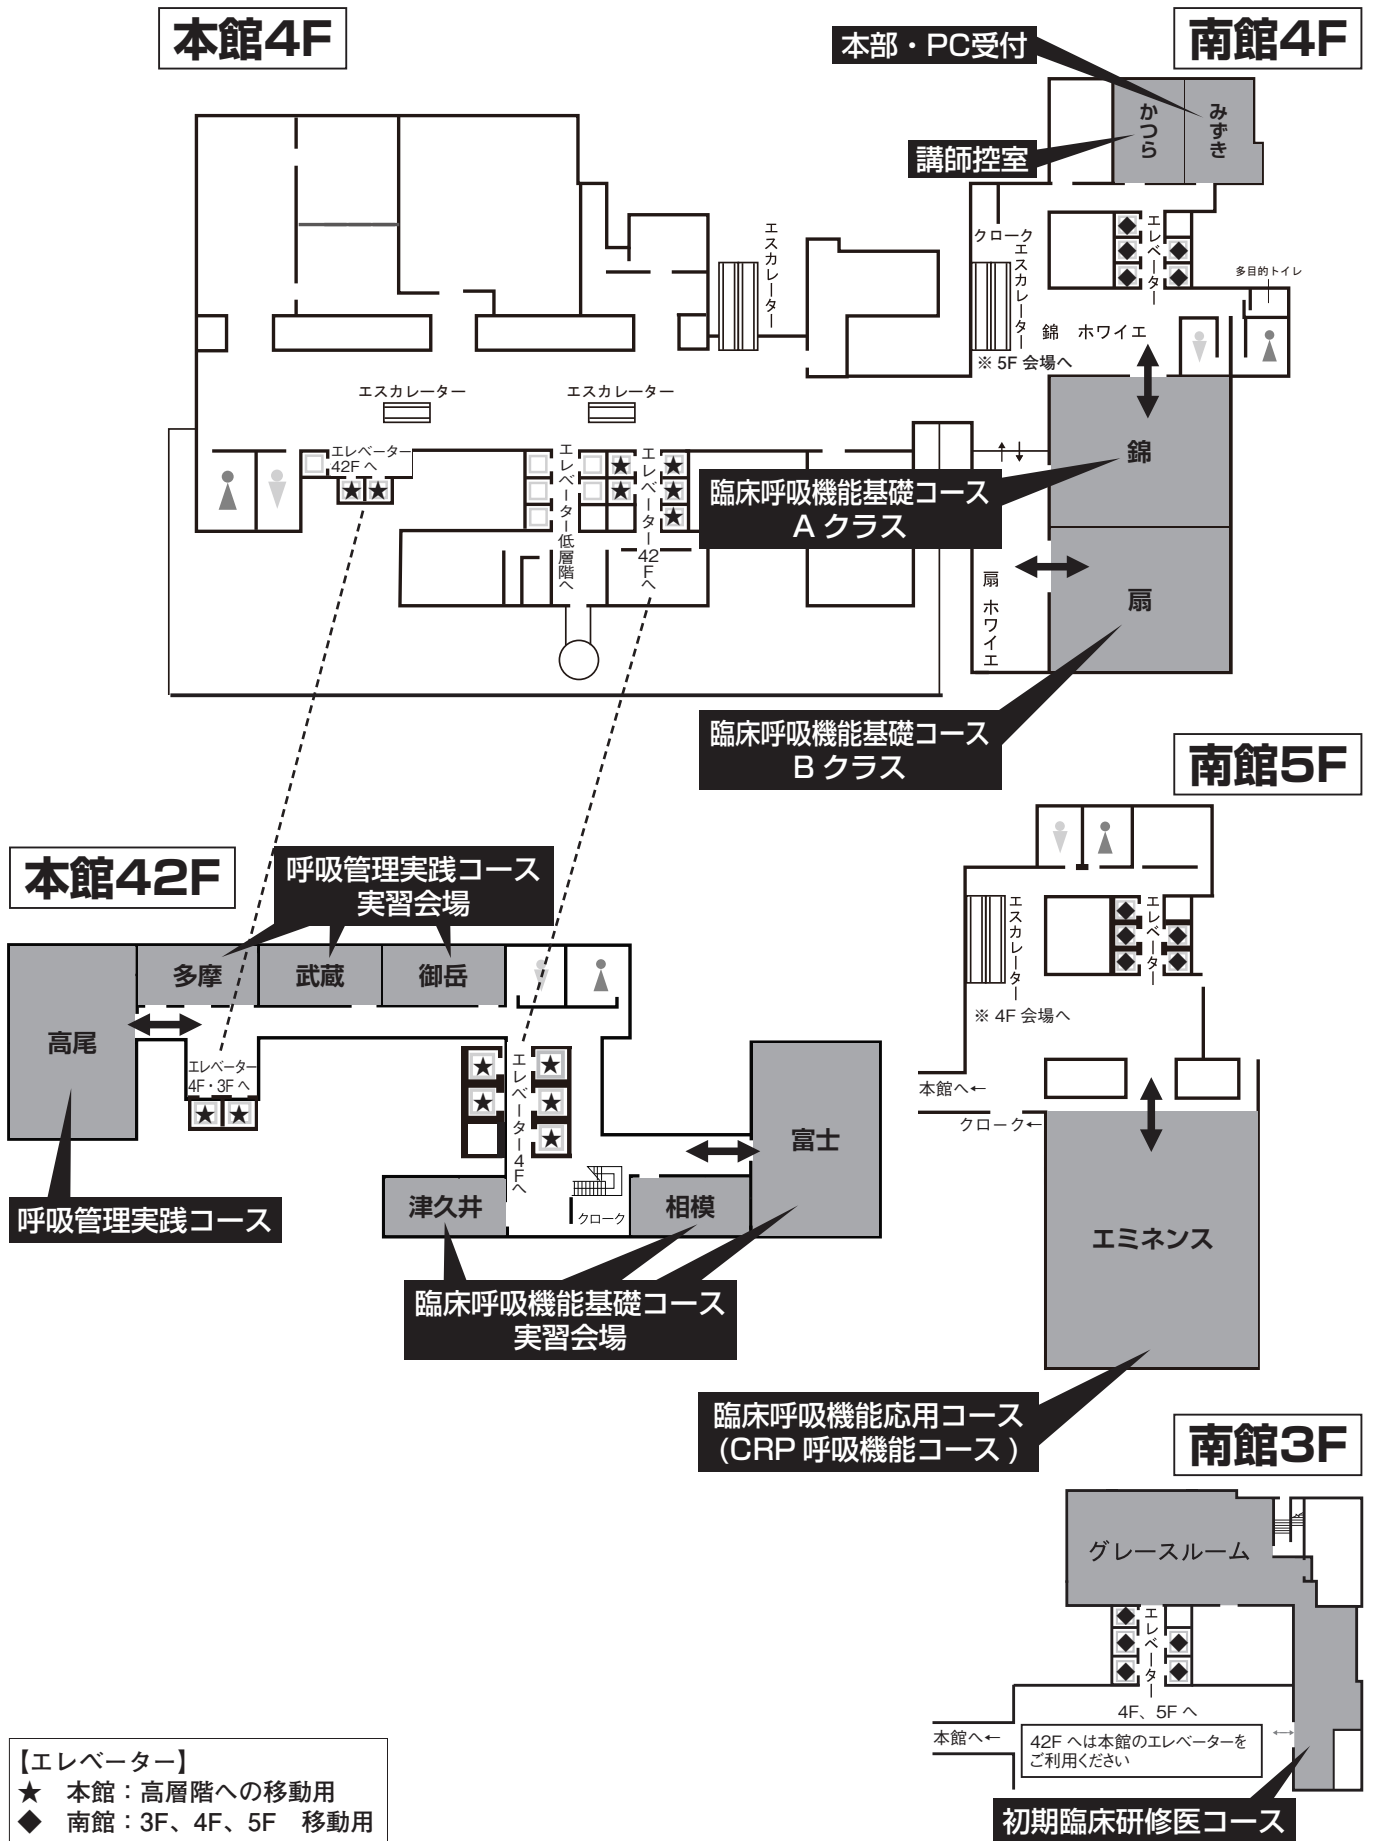 本館4F
南館4F
本部・PC受付
講師控室
かつら
みずき
クローク
エスカレーター
エスカレーター
エレベーター
多目的トイレ
錦 ホワイエ
※ 5F 会場へ
エスカレーター
エスカレーター
エレベーター
42F へ
エレベーター低層階へ
エレベーター42Fへ
錦
臨床呼吸機能基礎コース
A クラス
扇 ホワイエ
扇
臨床呼吸機能基礎コース
B クラス
南館5F
エスカレーター
エレベーター
※ 4F 会場へ
本館へ←
クローク←
エミネンス
臨床呼吸機能応用コース
(CRP 呼吸機能コース )
本館42F
呼吸管理実践コース
実習会場
多摩
武蔵
御岳
高尾
エレベーター
4F・3F へ
エレベーター4Fへ
富士
津久井
クローク
相模
呼吸管理実践コース
臨床呼吸機能基礎コース
実習会場
南館3F
グレースルーム
エレベーター
4F、5F へ
本館へ←
42F へは本館のエレベーターを
ご利用ください
初期臨床研修医コース
【エレベーター】
★ 本館：高層階への移動用
◆ 南館：3F、4F、5F 移動用